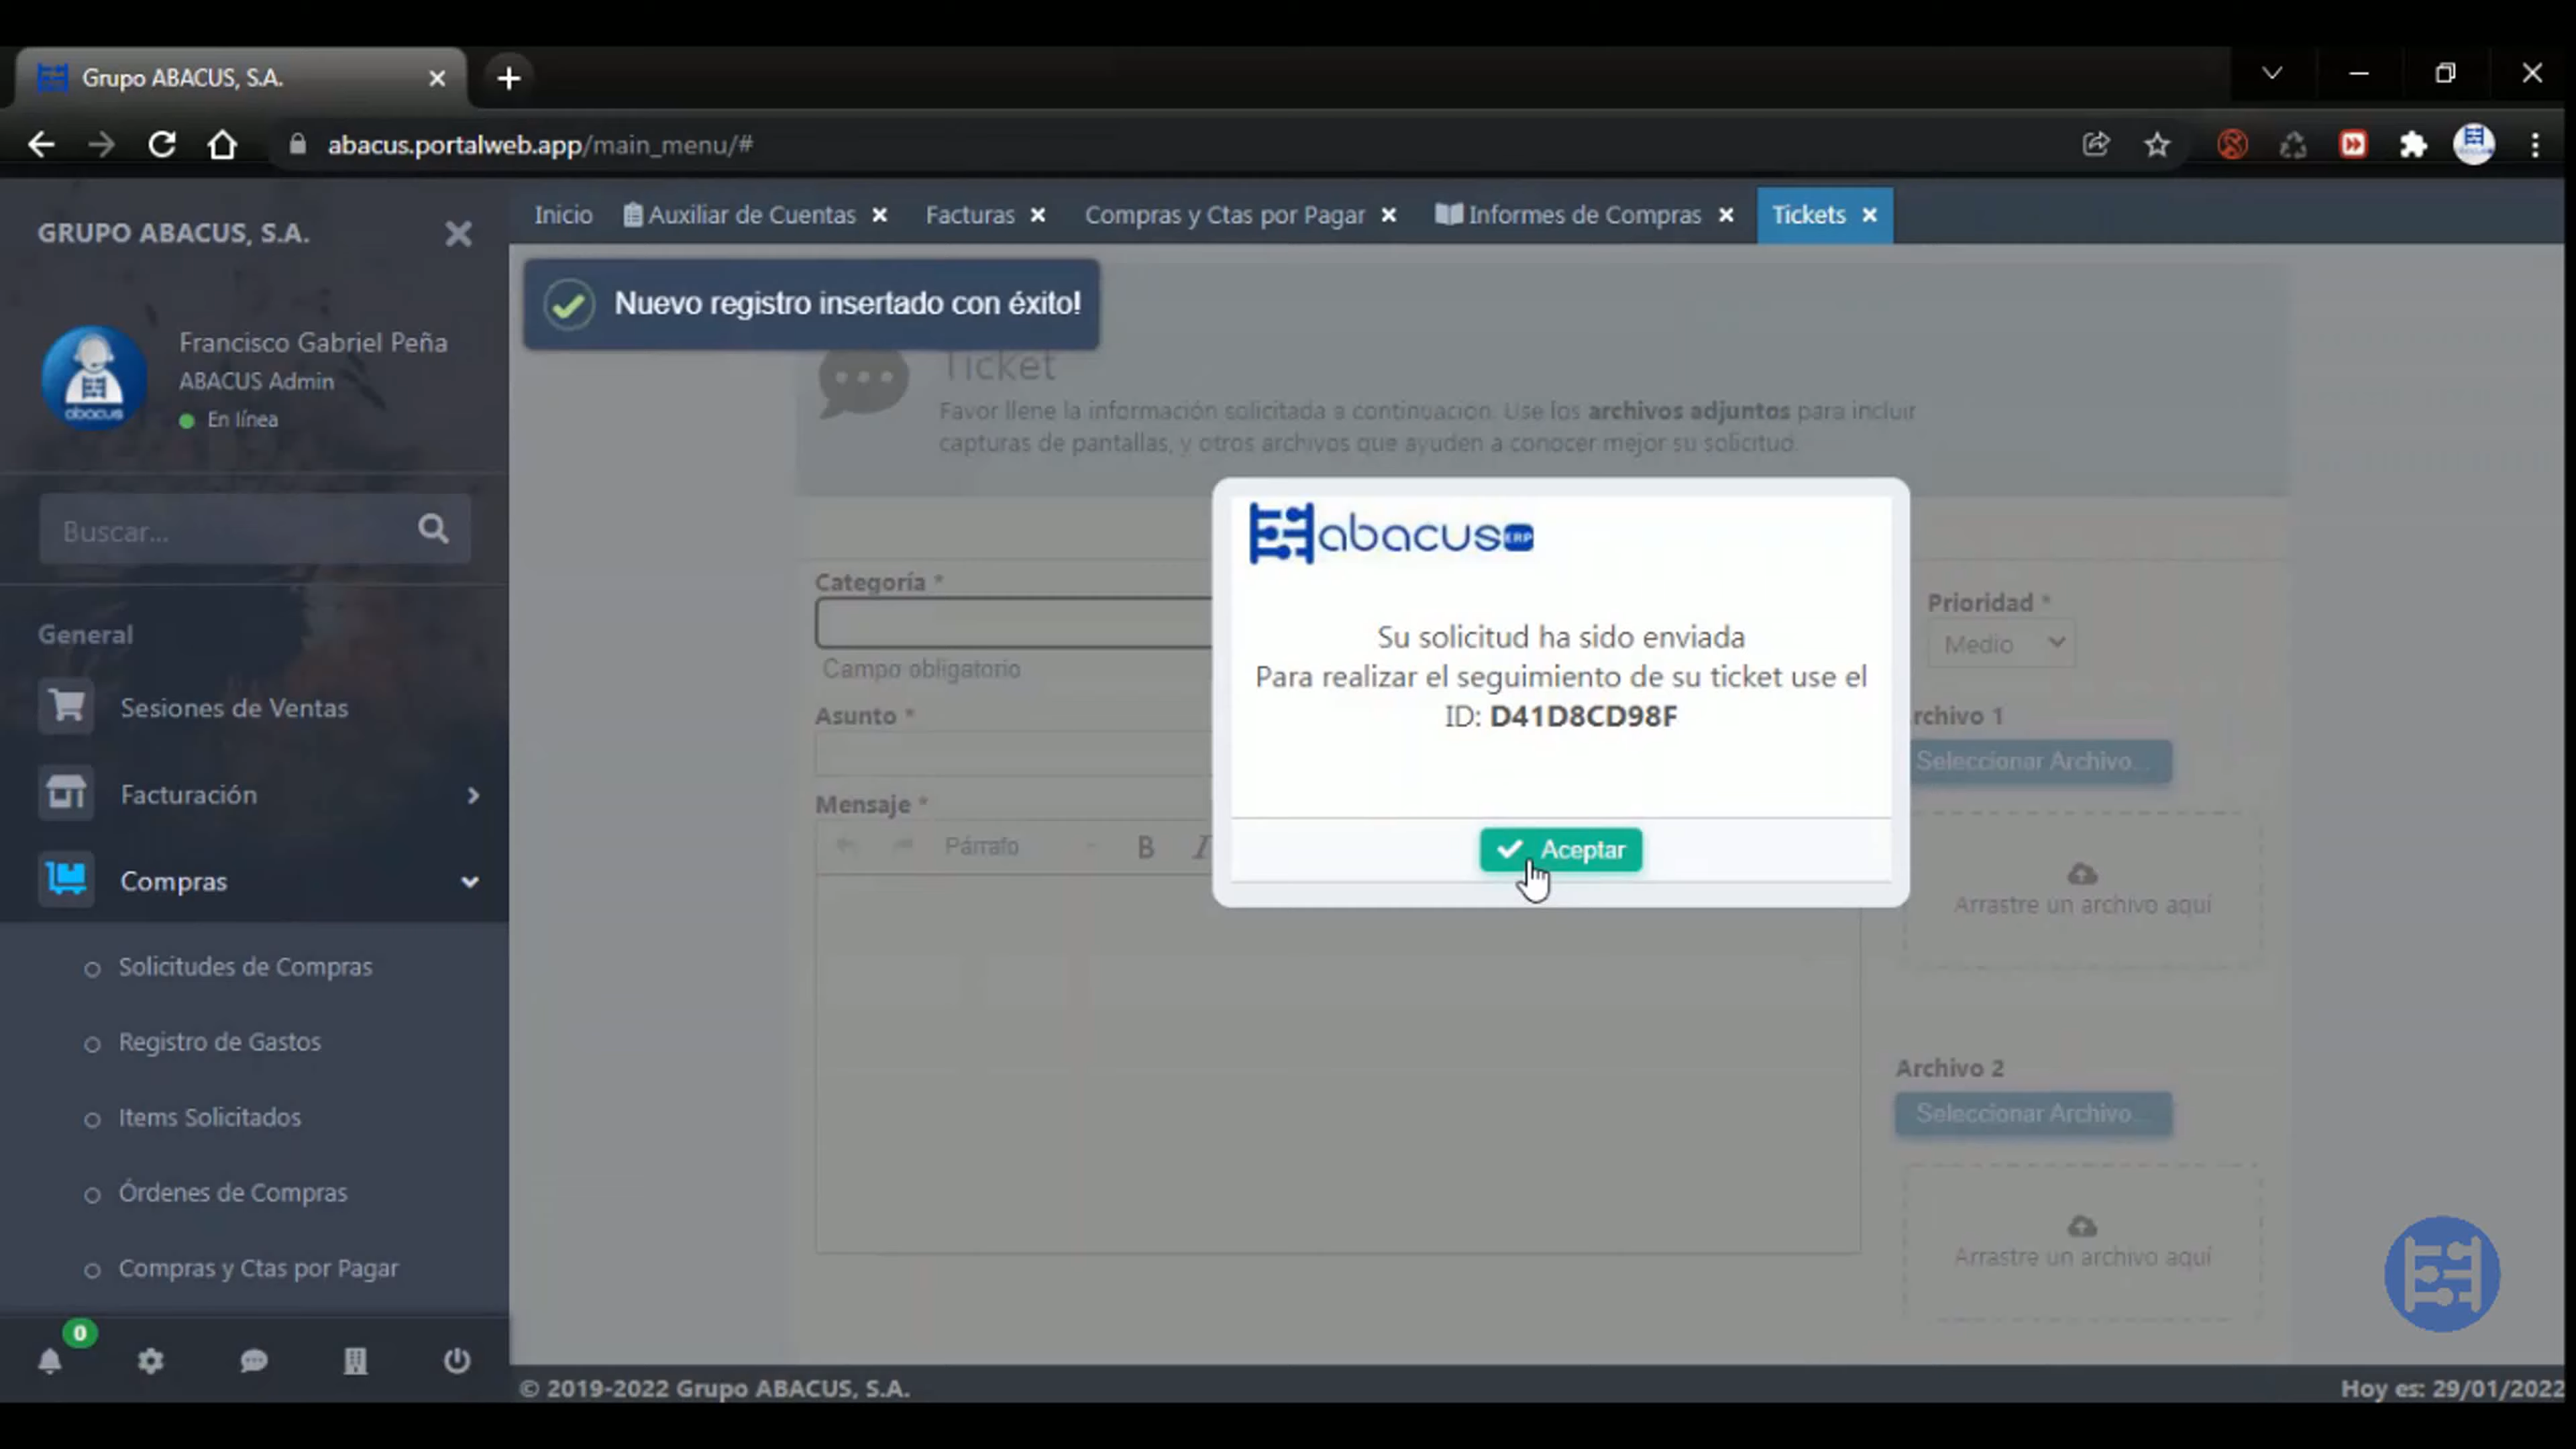 Grupo ABACUS, S.A.
abacus.portalweb.app/main_menu/#
GRUPO ABACUS, S.A.
Francisco Gabriel Peña
ABACUS Admin
En línea
abacus
Buscar...
General
Sesiones de Ventas
Facturación
Compras
Solicitudes de Compras
Registro de Gastos
Items Solicitados
Órdenes de Compras
Compras y Ctas por Pagar
0
Inicio
Auxiliar de Cuentas
Facturas
Compras y Ctas por Pagar
Informes de Compras
Tickets
Nuevo registro insertado con éxito!
Ticket
Favor llene la información solicitada a continuación. Use los archivos adjuntos para incluir
capturas de pantallas, y otros archivos que ayuden a conocer mejor su solicitud.
Categoría *
Campo obligatorio
Asunto *
Mensaje *
Párrafo
B
I
abacus ERP
Su solicitud ha sido enviada
Para realizar el seguimiento de su ticket use el
ID: D41D8CD98F
Aceptar
Prioridad *
Medio
rchivo 1
Seleccionar Archivo...
Arrastre un archivo aquí
Archivo 2
Seleccionar Archivo...
Arrastre un archivo aquí
© 2019-2022 Grupo ABACUS, S.A.
Hoy es: 29/01/2022